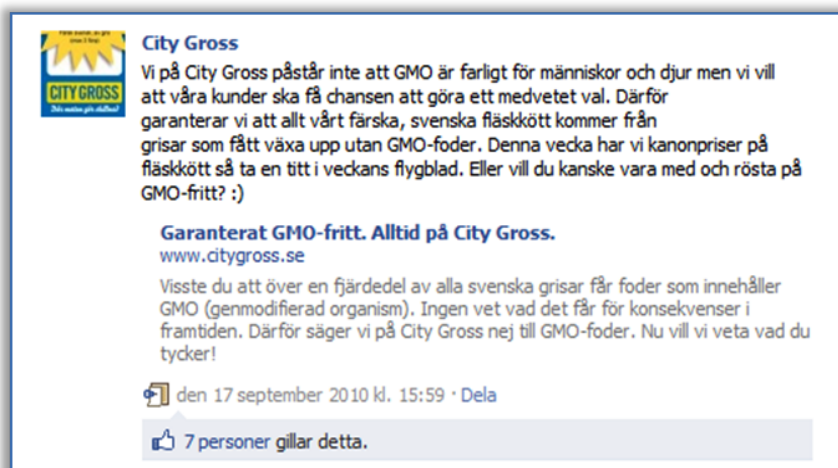 City Gross
Vi på City Gross påstår inte att GMO är farligt för människor och djur men vi vill
att våra kunder ska få chansen att göra ett medvetet val. Därför
garanterar vi att allt vårt färska, svenska fläskkött kommer från
grisar som fått växa upp utan GMO-foder. Denna vecka har vi kanonpriser på
fläskkött så ta en titt i veckans flygblad. Eller vill du kanske vara med och rösta på
GMO-fritt? :)
CITY GROSS
Garanterat GMO-fritt. Alltid på City Gross.
www.citygross.se
Visste du att över en fjärdedel av alla svenska grisar får foder som innehåller
GMO (genmodifierad organism). Ingen vet vad det får för konsekvenser i
framtiden. Därför säger vi på City Gross nej till GMO-foder. Nu vill vi veta vad du
tycker!
den 17 september 2010 kl. 15:59 · Dela
7 personer gillar detta.